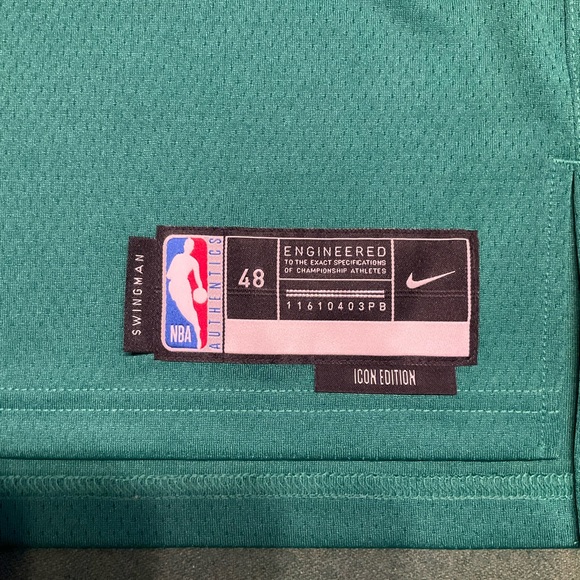 SWINGMAN
NBA
AUTHENTICS
48
ENGINEERED
TO THE EXACT SPECIFICATIONS
OF CHAMPIONSHIP ATHLETES
11610403PB
ICON EDITION